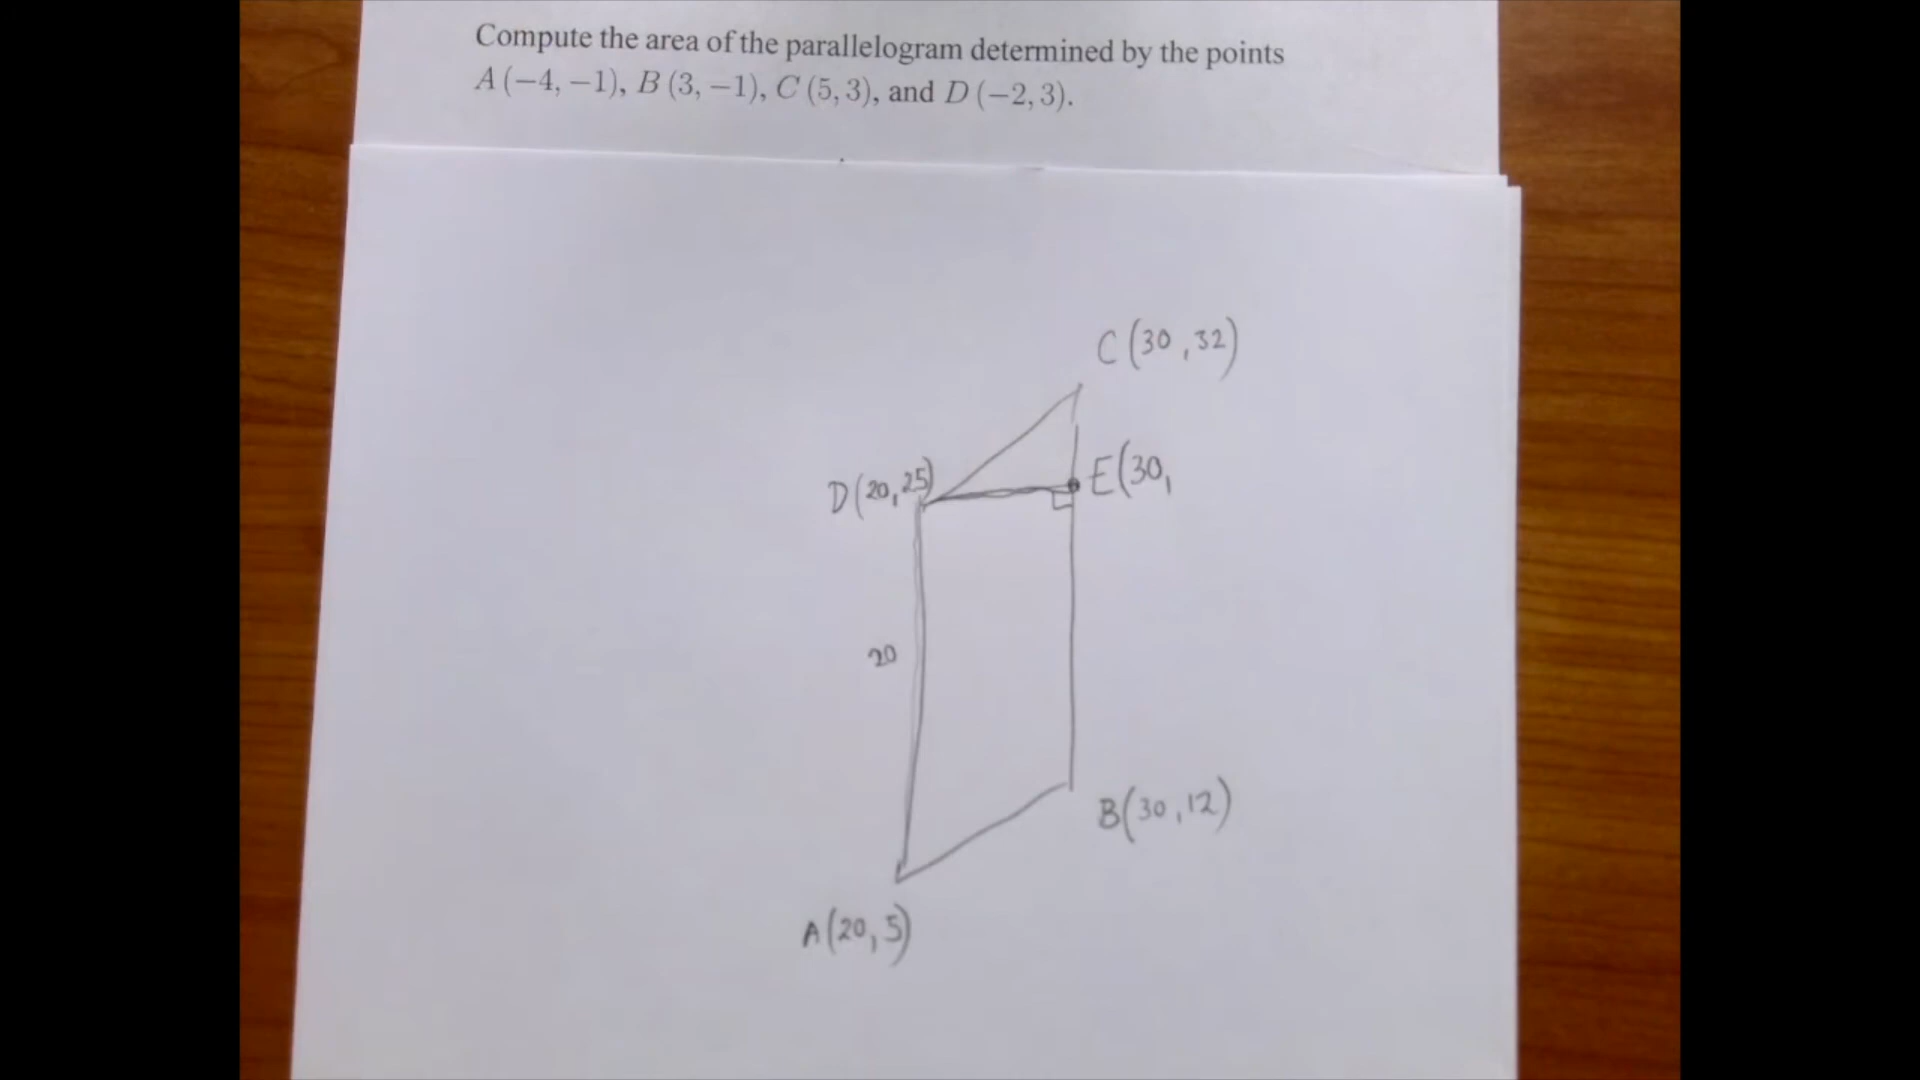 Compute the area of the parallelogram determined by the points
A (−4, −1), B (3, −1), C (5, 3), and D (−2, 3).
C (30, 32)
D (20, 25)
E (30,
20
B (30, 12)
A (20, 5)